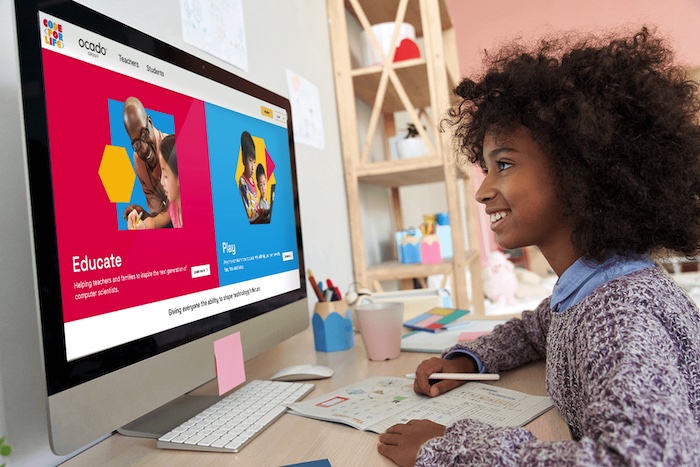 CODE
FOR
LIFE
ocado
GROUP
Teachers
Students
Educate
Helping teachers and families to inspire the next generation of
computer scientists.
Play
Giving everyone the ability to shape technology's future